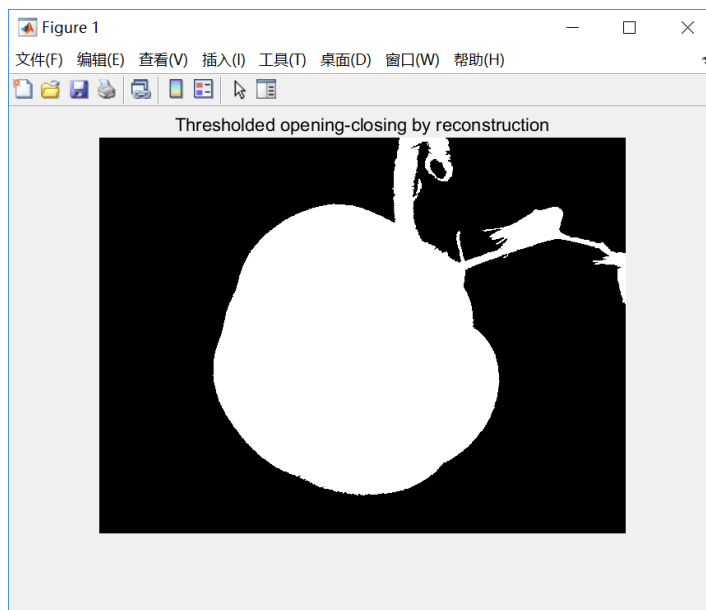 Figure 1
文件(F) 编辑(E) 查看(V) 插入(I) 工具(T) 桌面(D) 窗口(W) 帮助(H)
Thresholded opening-closing by reconstruction